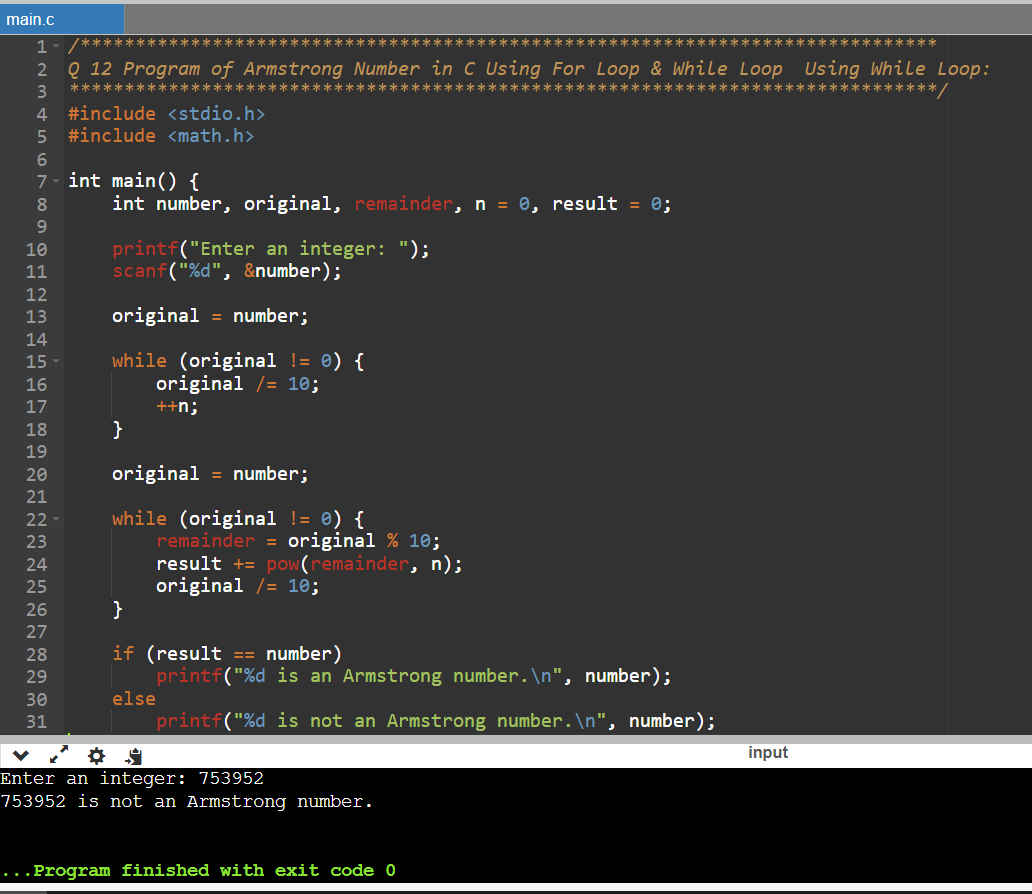 main.c
1 /******************************************************************************
2 Q 12 Program of Armstrong Number in C Using For Loop & While Loop  Using While Loop:
3 *******************************************************************************/
4 #include <stdio.h>
5 #include <math.h>
6
7 int main() {
8     int number, original, remainder, n = 0, result = 0;
9
10     printf("Enter an integer: ");
11     scanf("%d", &number);
12
13     original = number;
14
15     while (original != 0) {
16         original /= 10;
17         ++n;
18     }
19
20     original = number;
21
22     while (original != 0) {
23         remainder = original % 10;
24         result += pow(remainder, n);
25         original /= 10;
26     }
27
28     if (result == number)
29         printf("%d is an Armstrong number.\n", number);
30     else
31         printf("%d is not an Armstrong number.\n", number);
input
Enter an integer: 753952
753952 is not an Armstrong number.
...Program finished with exit code 0